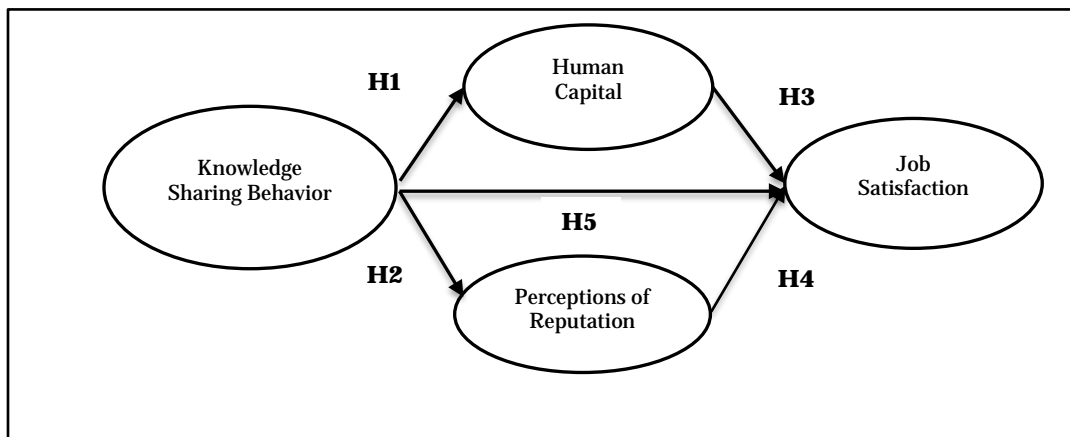 Human
Capital
H1
H3
Knowledge
Sharing Behavior
Job
Satisfaction
H5
H2
H4
Perceptions of
Reputation